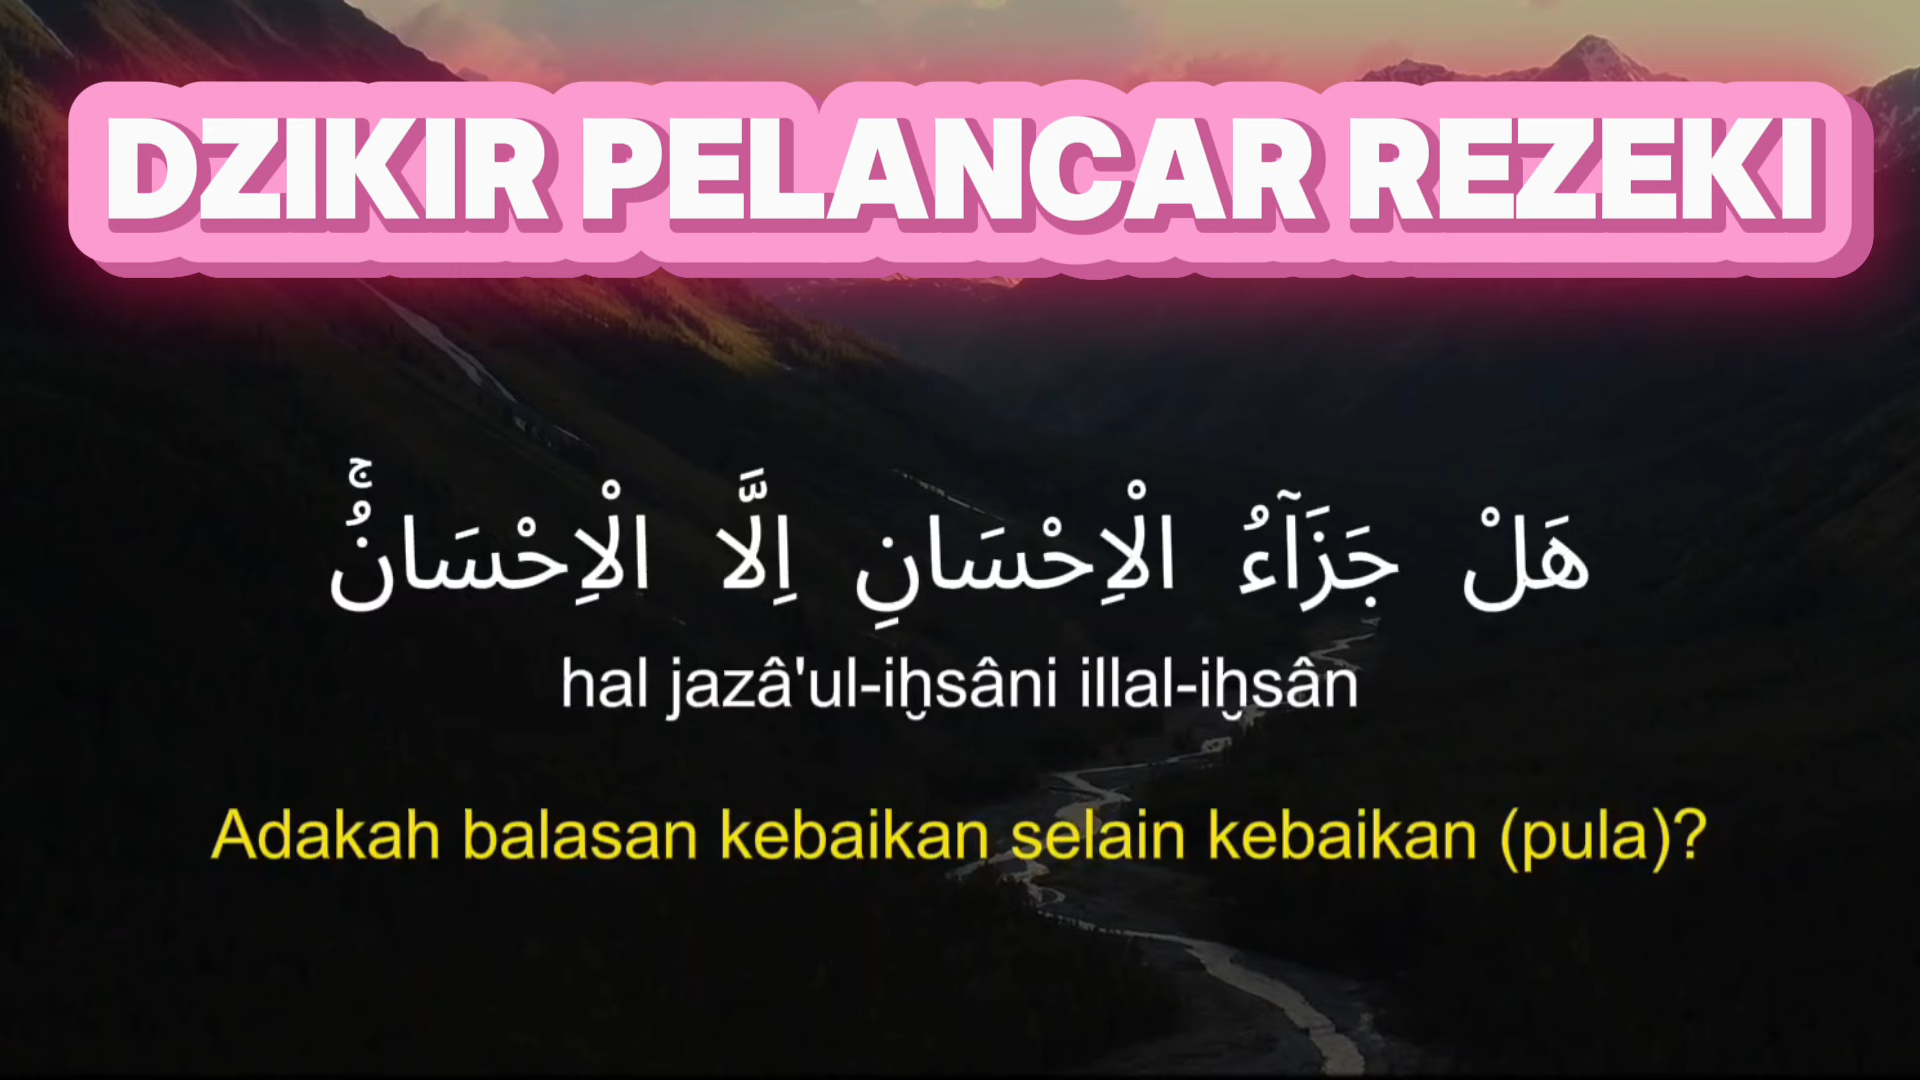 DZIKIR PELANCAR REZEKI
هَلْ جَزَآءُ الْاِحْسَانِ اِلَّا الْاِحْسَانُۚ
hal jazâ'ul-iḫsâni illal-iḫsân
Adakah balasan kebaikan selain kebaikan (pula)?